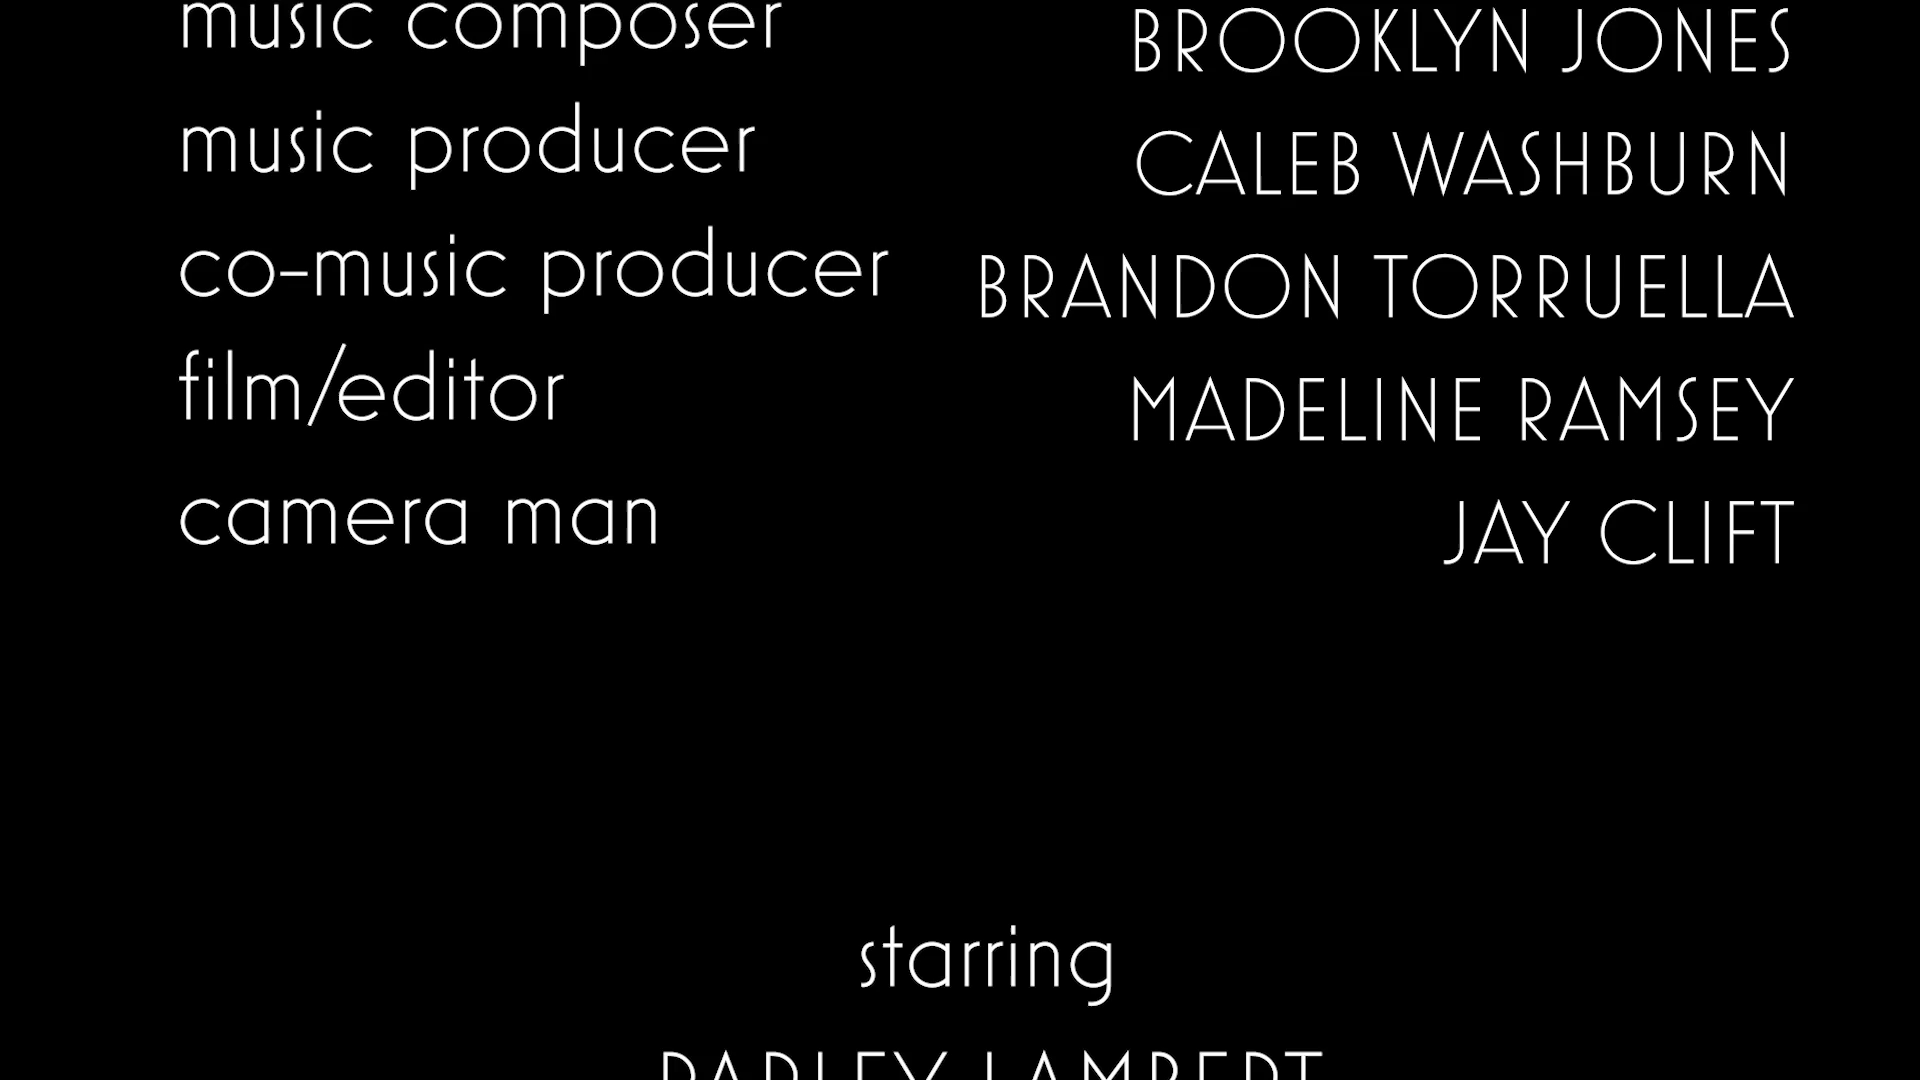 music composer BROOKLYN JONES
music producer CALEB WASHBURN
co-music producer BRANDON TORRUELLA
film/editor MADELINE RAMSEY
camera man JAY CLIFT
starring
LAMBERT